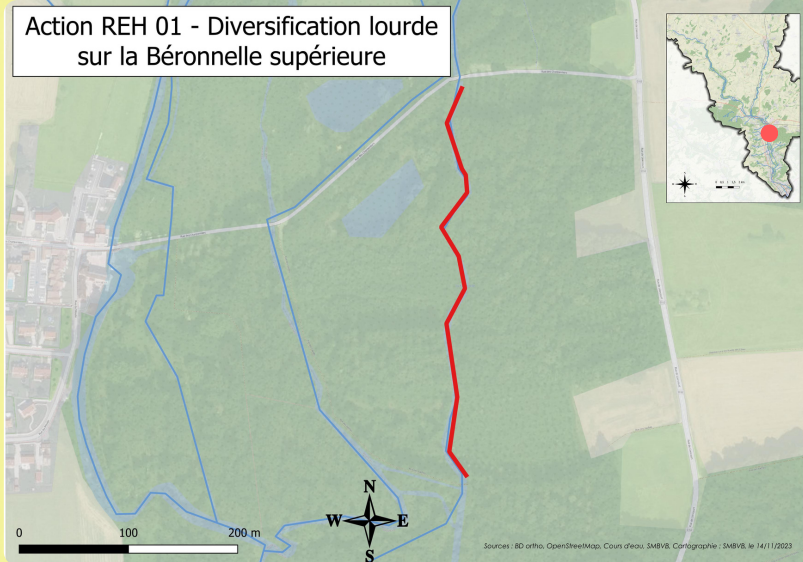 Action REH 01 - Diversification lourde
sur la Béronnelle supérieure
N
W E
S
0 100 200 m
Sources : BD ortho, OpenStreetMap, Cours d'eau, SMBVB, Cartographie : SMBVB, le 14/11/2023